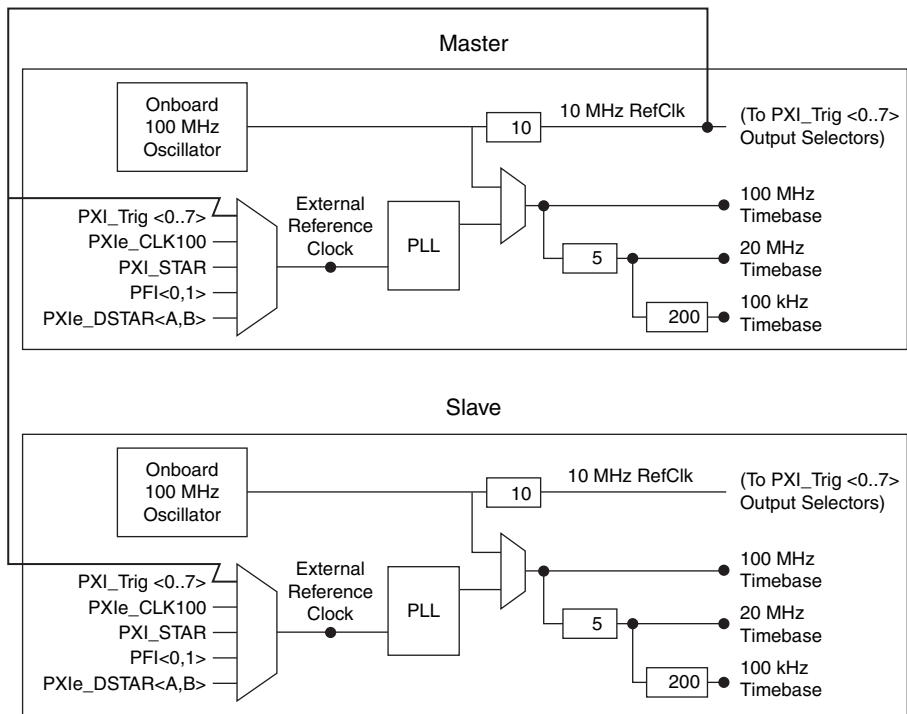 Master
Onboard
100 MHz
Oscillator
10
10 MHz RefClk
(To PXI_Trig <0..7>
Output Selectors)
PXI_Trig <0..7>
PXIe_CLK100
PXI_STAR
PFI<0,1>
PXIe_DSTAR<A,B>
External
Reference
Clock
PLL
100 MHz
Timebase
5
20 MHz
Timebase
200
100 kHz
Timebase
Slave
Onboard
100 MHz
Oscillator
10
10 MHz RefClk
(To PXI_Trig <0..7>
Output Selectors)
PXI_Trig <0..7>
PXIe_CLK100
PXI_STAR
PFI<0,1>
PXIe_DSTAR<A,B>
External
Reference
Clock
PLL
100 MHz
Timebase
5
20 MHz
Timebase
200
100 kHz
Timebase